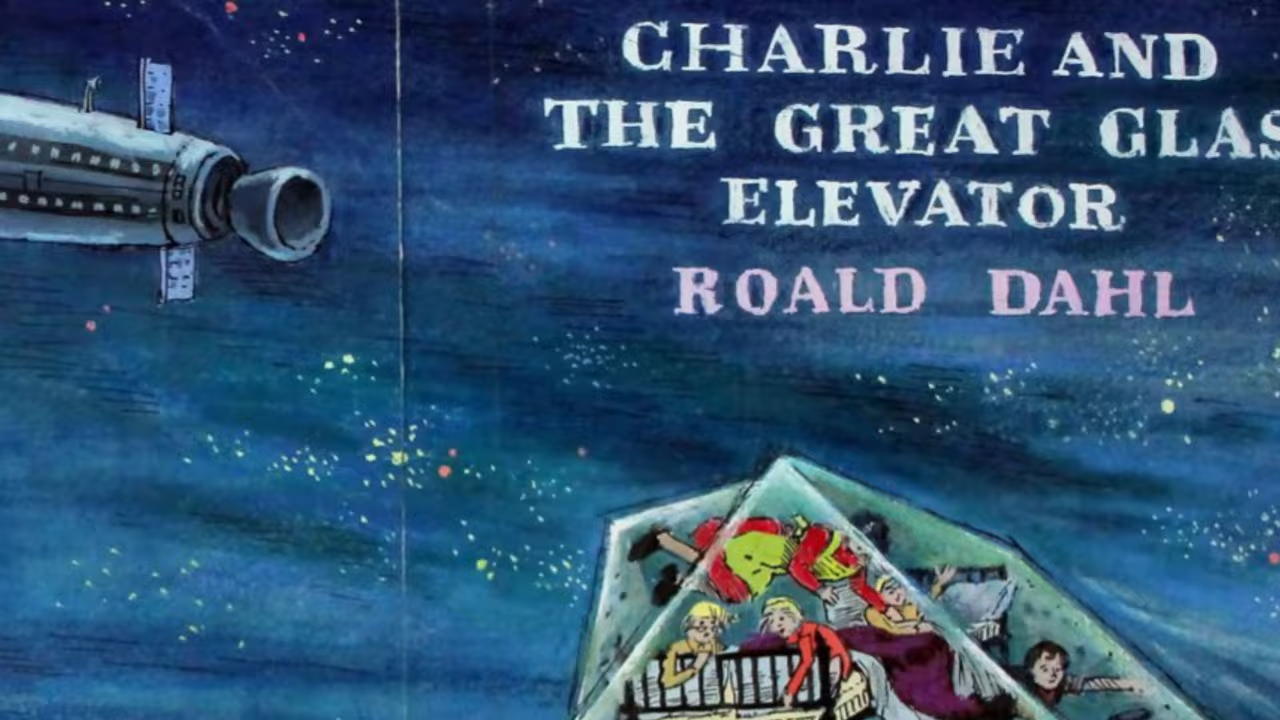 CHARLIE AND
THE GREAT GLAS
ELEVATOR
ROALD DAHL